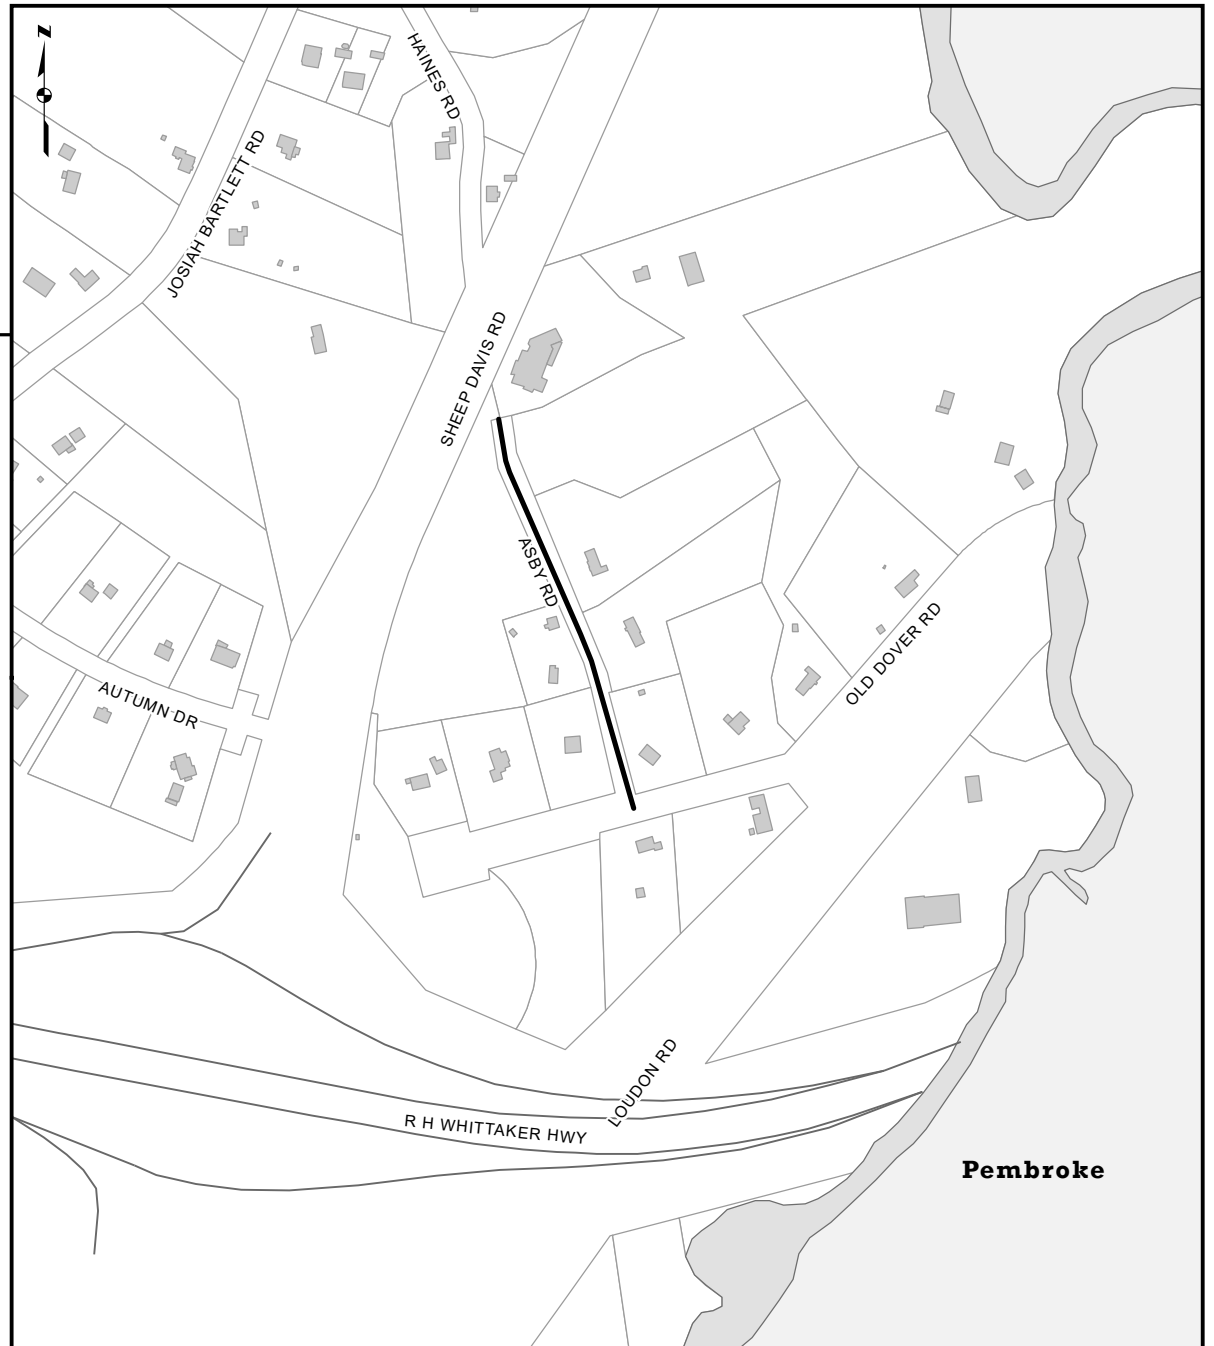 N
HAINES RD
JOSIAH BARTLETT RD
SHEEP DAVIS RD
ASBY RD
OLD DOVER RD
AUTUMN DR
LOUDON RD
R H WHITTAKER HWY
Pembroke